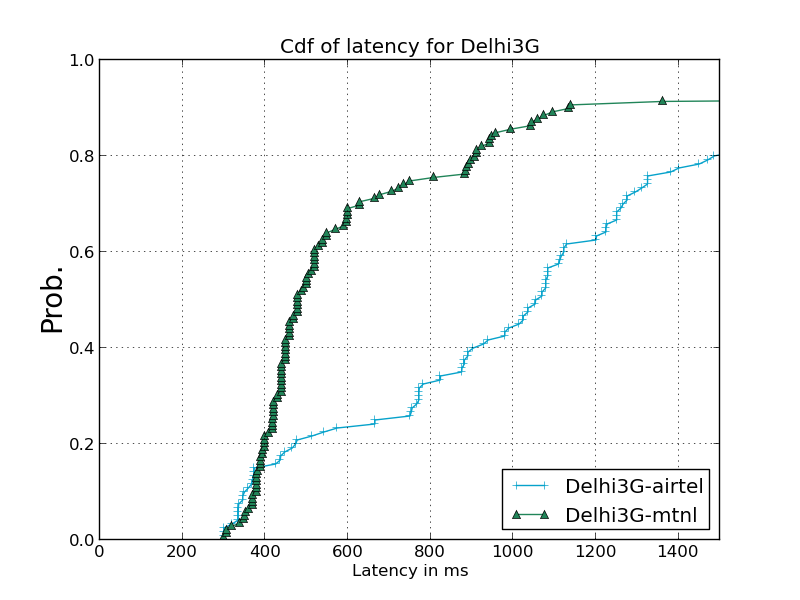 Cdf of latency for Delhi3G
1.0
0.8
0.6
0.4
0.2
0.0
Prob.
0 200 400 600 800 1000 1200 1400
Latency in ms
Delhi3G-airtel
Delhi3G-mtnl